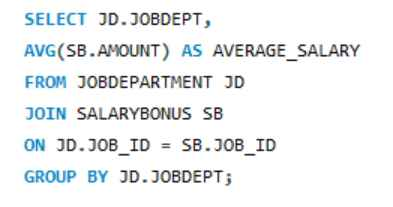 SELECT JD.JOBDEPT,
AVG(SB.AMOUNT) AS AVERAGE_SALARY
FROM JOBDEPARTMENT JD
JOIN SALARYBONUS SB
ON JD.JOB_ID = SB.JOB_ID
GROUP BY JD.JOBDEPT;